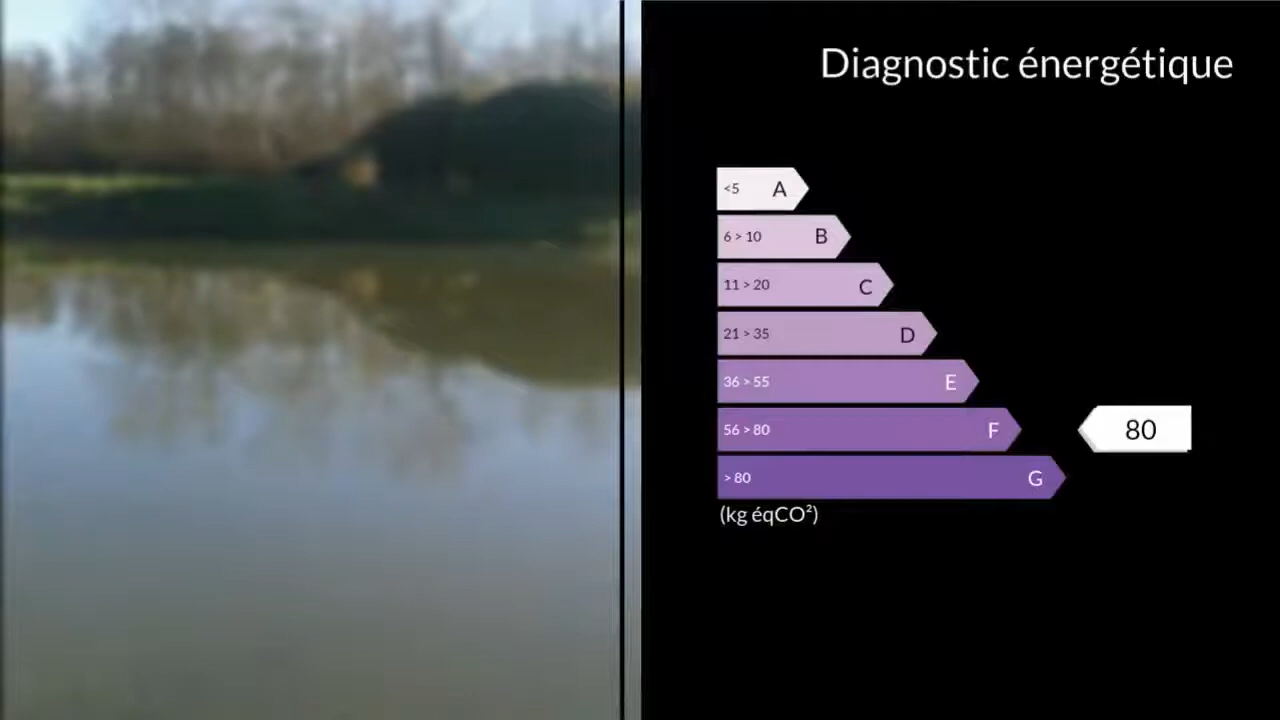 Diagnostic énergétique
<5 A
6 > 10 B
11 > 20 C
21 > 35 D
36 > 55 E
56 > 80 F 80
> 80 G
(kg éqCO²)